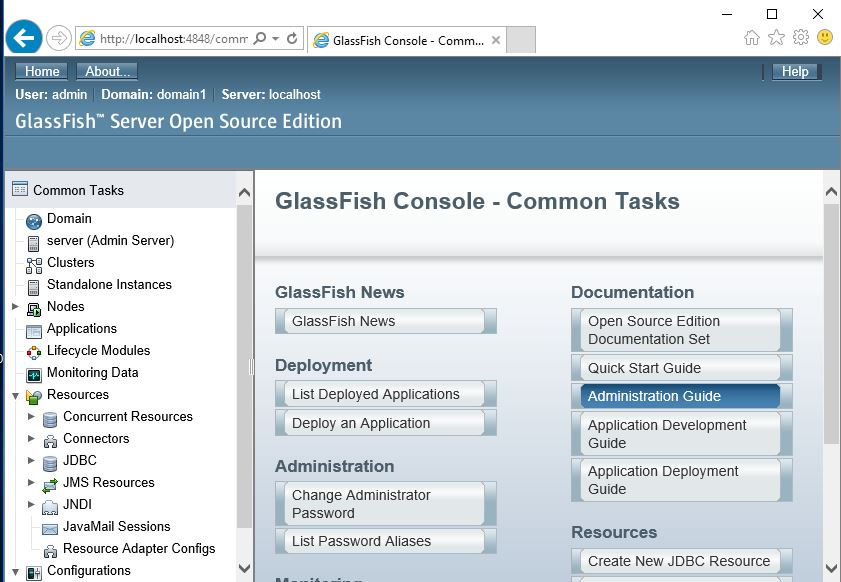 http://localhost:4848/comm
GlassFish Console - Comm...
Home
About...
Help
User: admin
Domain: domain1
Server: localhost
GlassFish™ Server Open Source Edition
Common Tasks
Domain
server (Admin Server)
Clusters
Standalone Instances
Nodes
Applications
Lifecycle Modules
Monitoring Data
Resources
Concurrent Resources
Connectors
JDBC
JMS Resources
JNDI
JavaMail Sessions
Resource Adapter Configs
Configurations
GlassFish Console - Common Tasks
GlassFish News
GlassFish News
Deployment
List Deployed Applications
Deploy an Application
Administration
Change Administrator
Password
List Password Aliases
Monitoring
Documentation
Open Source Edition
Documentation Set
Quick Start Guide
Administration Guide
Application Development
Guide
Application Deployment
Guide
Resources
Create New JDBC Resource